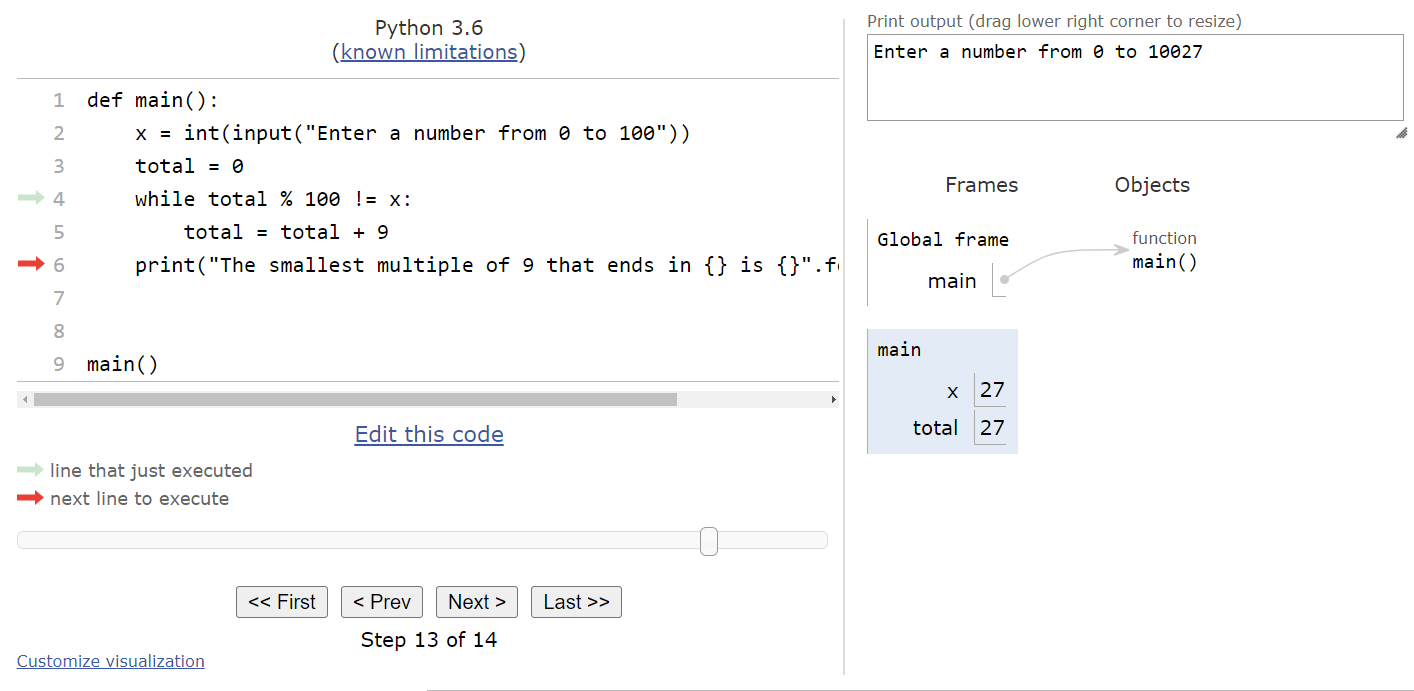 Python 3.6
(known limitations)
1 def main():
2     x = int(input("Enter a number from 0 to 100"))
3     total = 0
4     while total % 100 != x:
5         total = total + 9
6     print("The smallest multiple of 9 that ends in {} is {}".f
7
8
9 main()
Edit this code
line that just executed
next line to execute
<< First < Prev Next > Last >>
Step 13 of 14
Customize visualization
Print output (drag lower right corner to resize)
Enter a number from 0 to 10027
Frames Objects
Global frame
main
function
main()
main
x 27
total 27